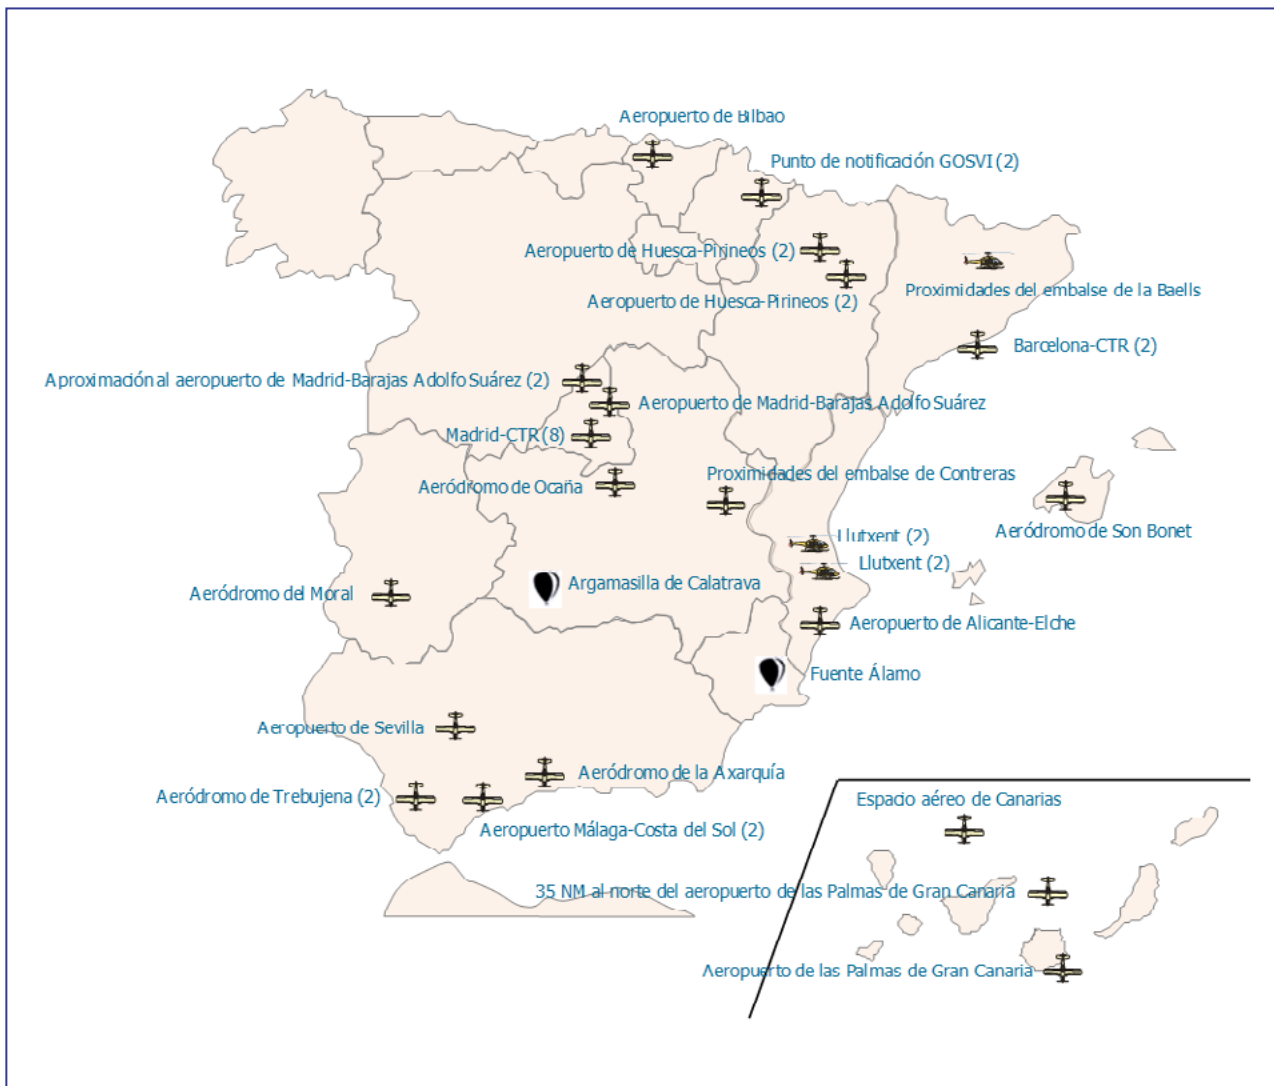 Aeropuerto de Bilbao
Punto de notificación GOSVI (2)
Aeropuerto de Huesca-Pirineos (2)
Proximidades del embalse de la Baells
Aeropuerto de Huesca-Pirineos (2)
Barcelona-CTR (2)
Aproximación al aeropuerto de Madrid-Barajas Adolfo Suárez (2)
Aeropuerto de Madrid-Barajas Adolfo Suárez
Madrid-CTR (8)
Proximidades del embalse de Contreras
Aeródromo de Ocaña
Aeródromo de Son Bonet
Llutxent (2)
Llutxent (2)
Argamasilla de Calatrava
Aeródromo del Moral
Aeropuerto de Alicante-Elche
Fuente Álamo
Aeropuerto de Sevilla
Aeródromo de la Axarquía
Aeródromo de Trebujena (2)
Espacio aéreo de Canarias
Aeropuerto Málaga-Costa del Sol (2)
35 NM al norte del aeropuerto de las Palmas de Gran Canaria
Aeropuerto de las Palmas de Gran Canaria